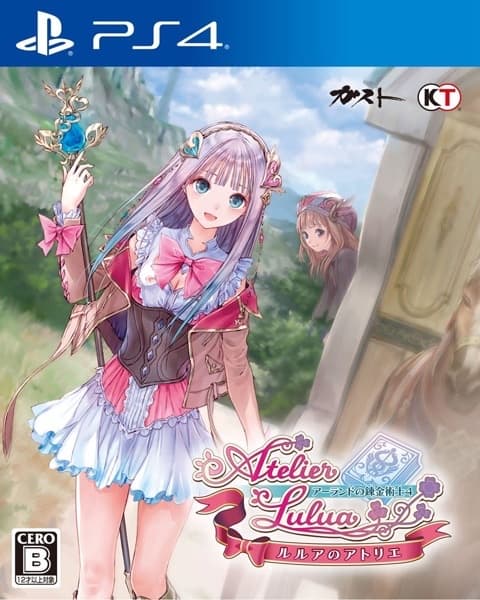 PS4
ガスト
KT
Atelier
アーランドの錬金術士4
Lulua
ルルアのアトリエ
CERO
B
12才以上対象